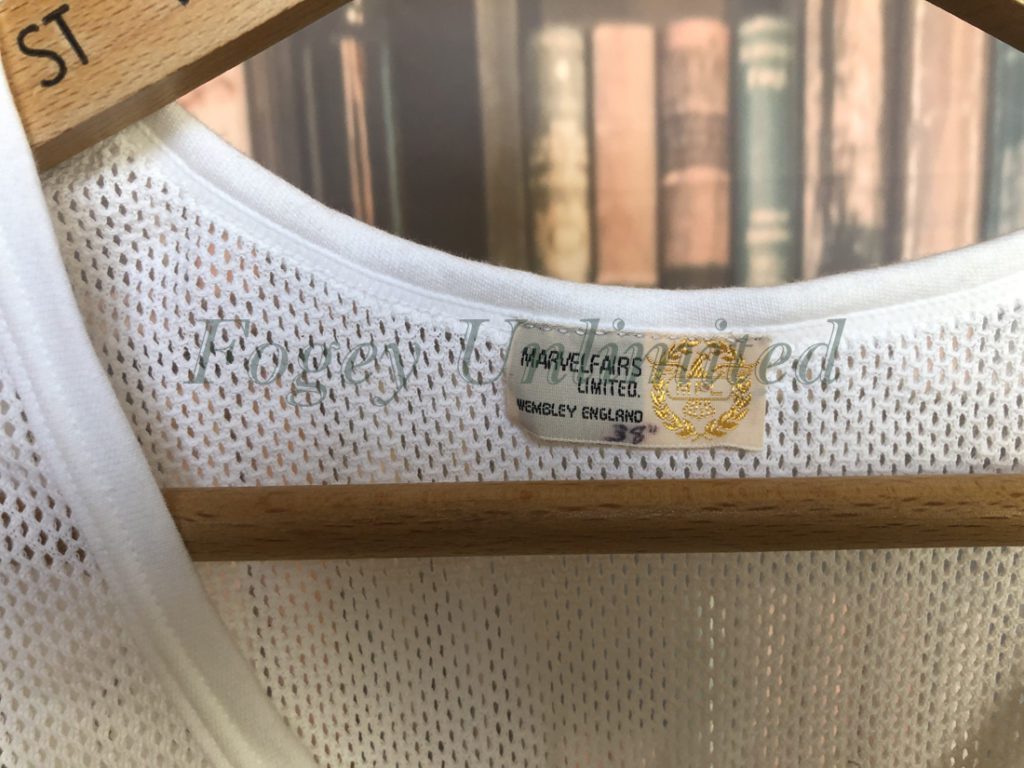 ST
Fogey Unlimited
MARVELFAIRS
LIMITED.
WEMBLEY ENGLAND
38"